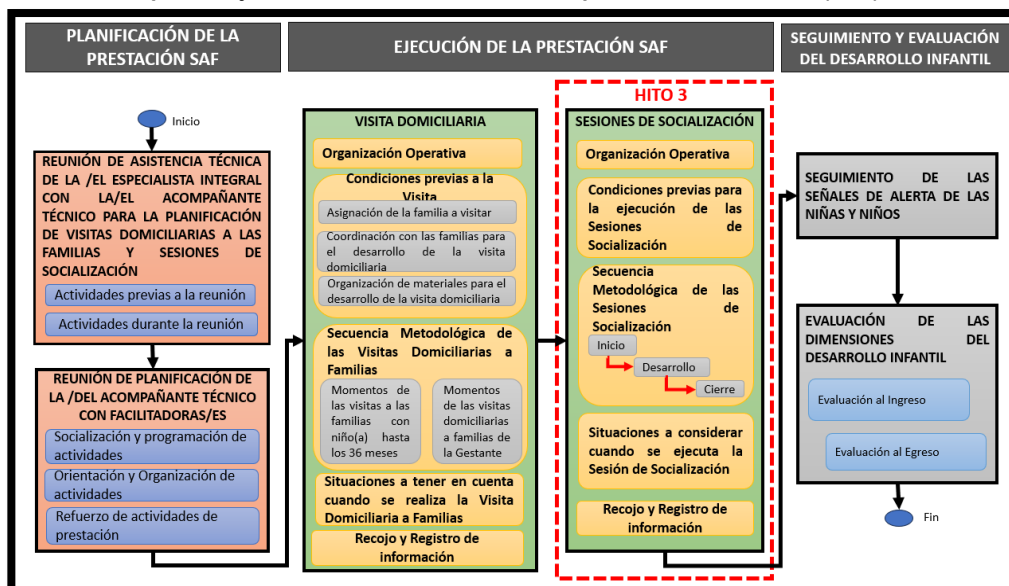 PLANIFICACIÓN DE LA
PRESTACIÓN SAF
EJECUCIÓN DE LA PRESTACIÓN SAF
SEGUIMIENTO Y EVALUACIÓN
DEL DESARROLLO INFANTIL
Inicio
REUNIÓN DE ASISTENCIA TÉCNICA
DE LA /EL ESPECIALISTA INTEGRAL
CON LA/EL ACOMPAÑANTE
TÉCNICO PARA LA PLANIFICACIÓN
DE VISITAS DOMICILIARIAS A LAS
FAMILIAS Y SESIONES DE
SOCIALIZACIÓN
Actividades previas a la reunión
Actividades durante la reunión
REUNIÓN DE PLANIFICACIÓN DE
LA /DEL ACOMPAÑANTE TÉCNICO
CON FACILITADORAS/ES
Socialización y programación de
actividades
Orientación y Organización de
actividades
Refuerzo de actividades de
prestación
VISITA DOMICILIARIA
Organización Operativa
Condiciones previas a la
Visita
Asignación de la familia a visitar
Coordinación con las familias para
el desarrollo de la visita
domiciliaria
Organización de materiales para el
desarrollo de la visita domiciliaria
Secuencia Metodológica de
las Visitas Domiciliarias a
Familias
Momentos de
las visitas a las
familias con
niño(a) hasta
los 36 meses
Momentos
de las visitas
domiciliarias
a familias de
la Gestante
Situaciones a tener en cuenta
cuando se realiza la Visita
Domiciliaria a Familias
Recojo y Registro de
información
HITO 3
SESIONES DE SOCIALIZACIÓN
Organización Operativa
Condiciones previas para
la ejecución de las
Sesiones de
Socialización
Secuencia
Metodológica de las
Sesiones de
Socialización
Inicio
Desarrollo
Cierre
Situaciones a considerar
cuando se ejecuta la
Sesión de Socialización
Recojo y Registro de
información
SEGUIMIENTO DE LAS
SEÑALES DE ALERTA DE LAS
NIÑAS Y NIÑOS
EVALUACIÓN DE LAS
DIMENSIONES DEL
DESARROLLO INFANTIL
Evaluación al Ingreso
Evaluación al Egreso
Fin